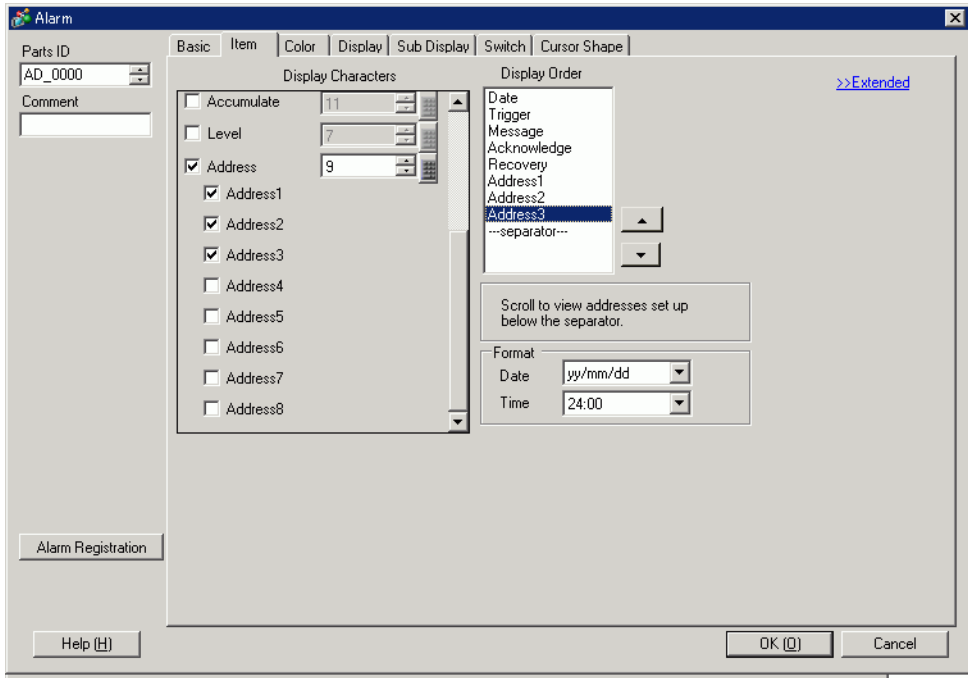 Alarm
Parts ID
AD_0000
Comment
Basic Item Color Display Sub Display Switch Cursor Shape
Display Characters
Accumulate 11
Level 7
Address 9
Address1
Address2
Address3
Address4
Address5
Address6
Address7
Address8
Display Order
Date
Trigger
Message
Acknowledge
Recovery
Address1
Address2
Address3
---separator---
>>Extended
Scroll to view addresses set up
below the separator.
Format
Date yy/mm/dd
Time 24:00
Alarm Registration
Help (H)
OK (O) Cancel